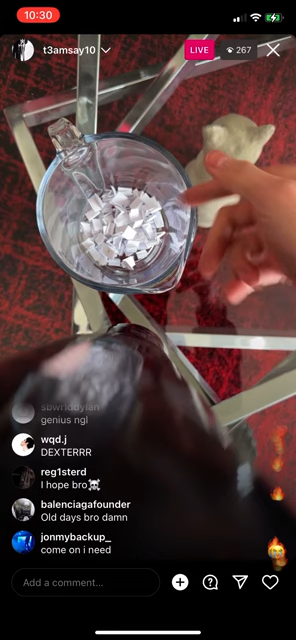 10:30
t3amsay10
LIVE
267
sbwriddylan
genius ngl
wqd.j
DEXTERRR
reg1sterd
I hope bro☠️
balenciagafounder
Old days bro damn
jonmybackup_
come on i need
Add a comment...